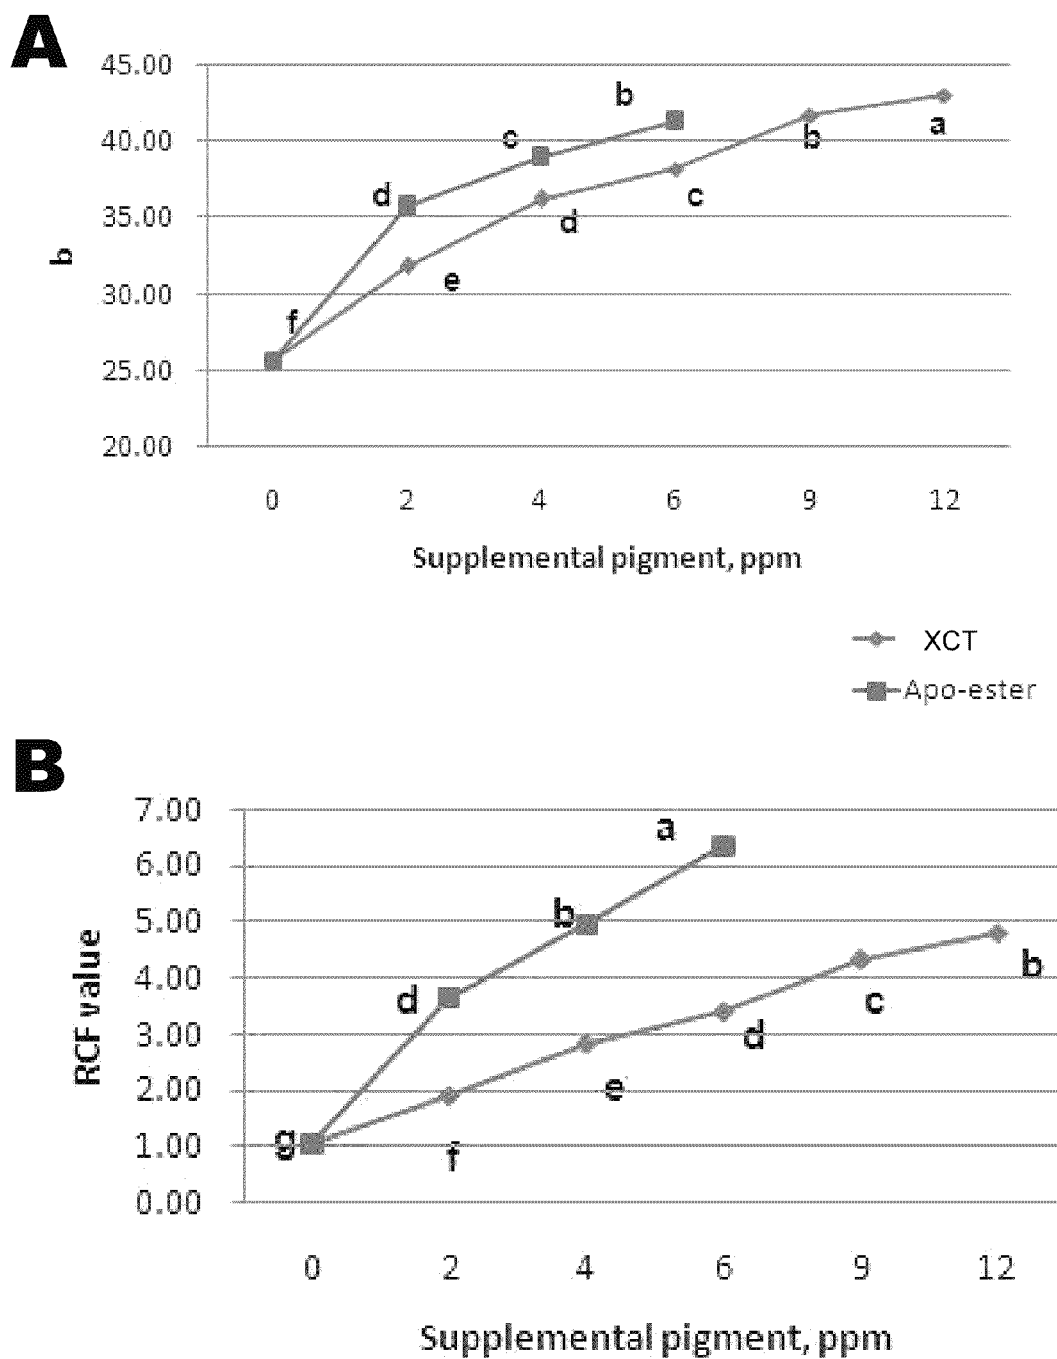 A
45.00
40.00
35.00
30.00
25.00
20.00
b
b
c
d
f
e
d
c
b
a
0 2 4 6 9 12
Supplemental pigment, ppm
XCT
Apo-ester
B
7.00
6.00
5.00
4.00
3.00
2.00
1.00
0.00
RCF value
a
b
d
g
f
e
d
c
b
0 2 4 6 9 12
Supplemental pigment, ppm